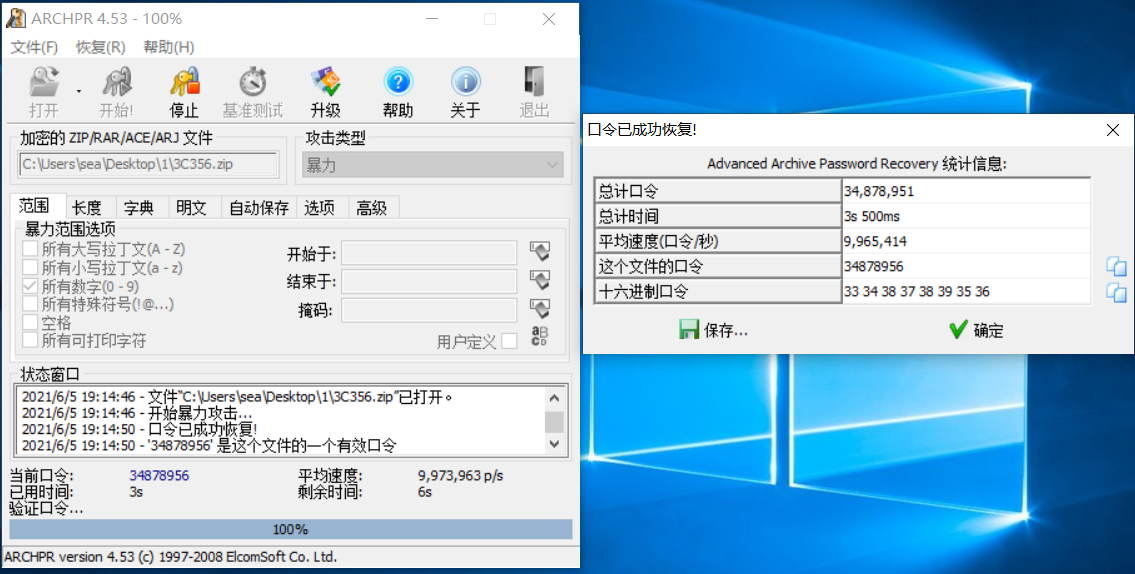 ARCHPR 4.53 - 100%
文件(F) 恢复(R) 帮助(H)
打开 开始! 停止 基准测试 升级 帮助 关于 退出
加密的 ZIP/RAR/ACE/ARJ 文件
攻击类型
C:\Users\sea\Desktop\1\3C356.zip
暴力
范围 长度 字典 明文 自动保存 选项 高级
暴力范围选项
所有大写拉丁文(A - Z)
所有小写拉丁文(a - z)
所有数字(0 - 9)
所有特殊符号(!@...)
空格
所有可打印字符
开始于:
结束于:
掩码:
用户定义
状态窗口
2021/6/5 19:14:46 - 文件"C:\Users\sea\Desktop\1\3C356.zip"已打开。
2021/6/5 19:14:46 - 开始暴力攻击...
2021/6/5 19:14:50 - 口令已成功恢复!
2021/6/5 19:14:50 - '34878956' 是这个文件的一个有效口令
当前口令: 34878956 平均速度: 9,973,963 p/s
已用时间: 3s 剩余时间: 6s
验证口令...
100%
ARCHPR version 4.53 (c) 1997-2008 ElcomSoft Co. Ltd.
口令已成功恢复!
Advanced Archive Password Recovery 统计信息:
总计口令 34,878,951
总计时间 3s 500ms
平均速度(口令/秒) 9,965,414
这个文件的口令 34878956
十六进制口令 33 34 38 37 38 39 35 36
保存... 确定